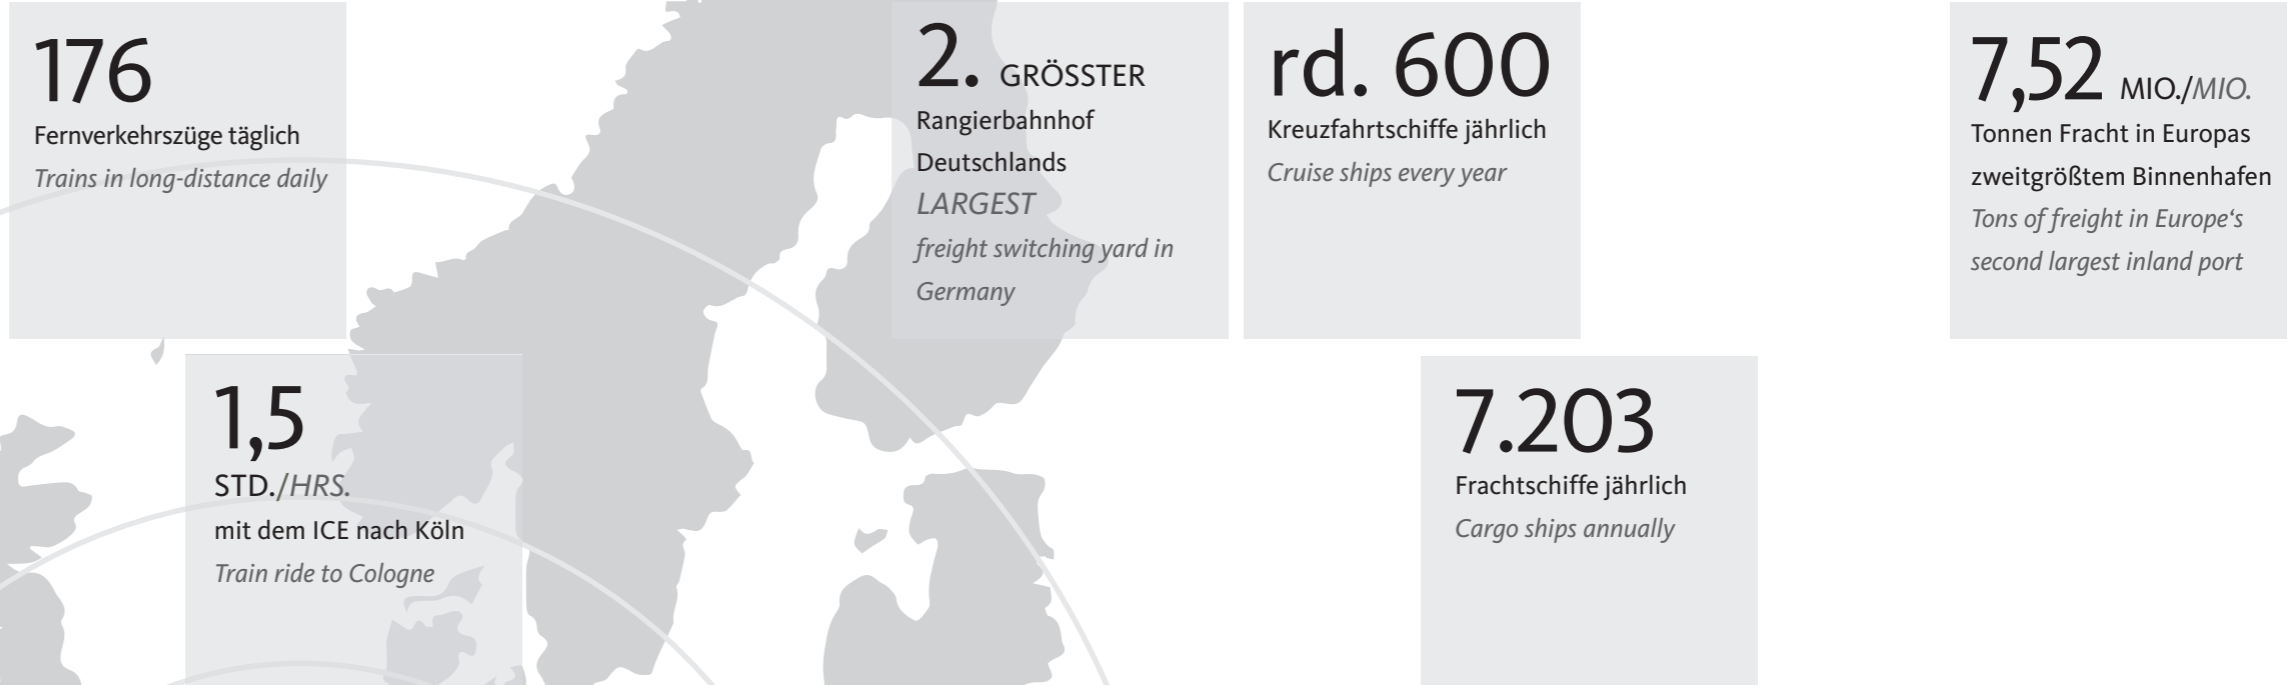 176
Fernverkehrszüge täglich
Trains in long-distance daily
2. GRÖSSTER
Rangierbahnhof
Deutschlands
LARGEST
freight switching yard in
Germany
rd. 600
Kreuzfahrtschiffe jährlich
Cruise ships every year
7,52 MIO./MIO.
Tonnen Fracht in Europas
zweitgrößtem Binnenhafen
Tons of freight in Europe‘s
second largest inland port
1,5
STD./HRS.
mit dem ICE nach Köln
Train ride to Cologne
7.203
Frachtschiffe jährlich
Cargo ships annually